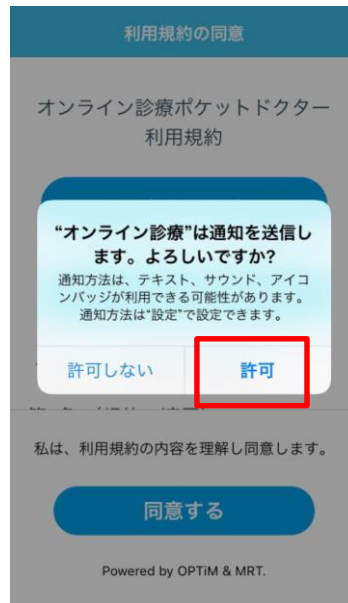 利用規約の同意
オンライン診療ポケットドクター
利用規約
“オンライン診療”は通知を送信し
ます。よろしいですか?
通知方法は、テキスト、サウンド、アイコ
ンバッジが利用できる可能性があります。
通知方法は“設定”で設定できます。
許可しない
許可
私は、利用規約の内容を理解し同意します。
同意する
Powered by OPTiM & MRT.